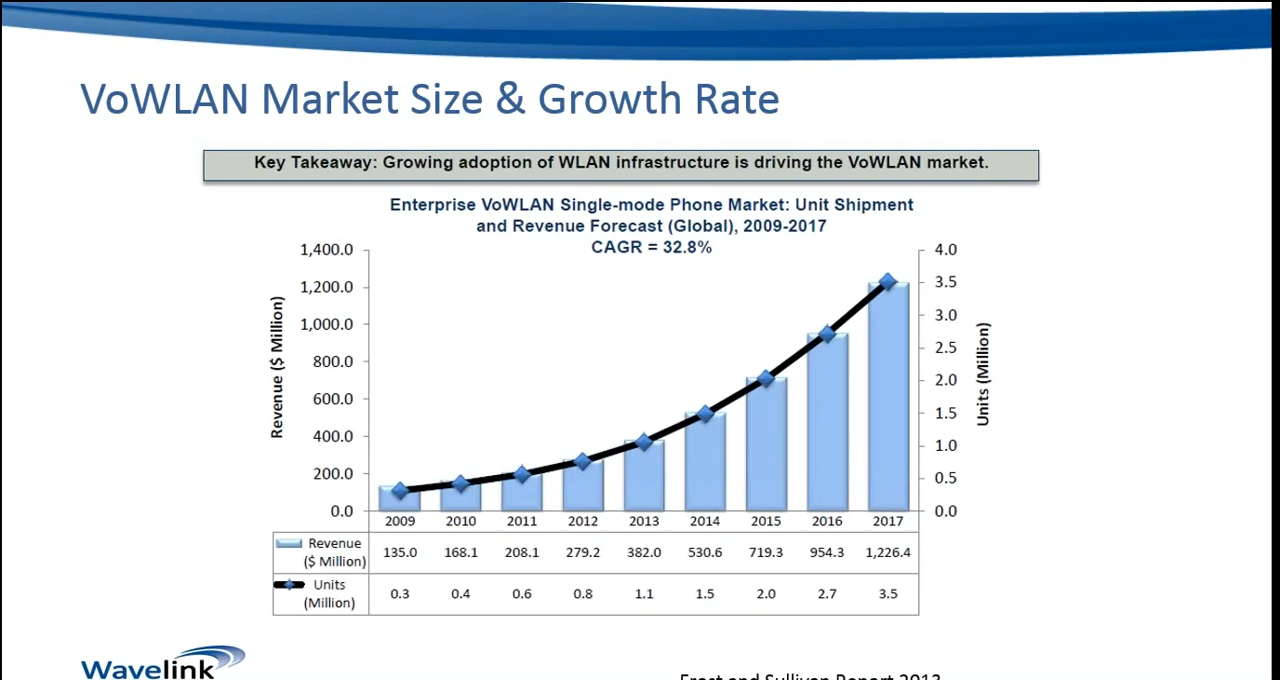 VoWLAN Market Size & Growth Rate
Key Takeaway: Growing adoption of WLAN infrastructure is driving the VoWLAN market.
Enterprise VoWLAN Single-mode Phone Market: Unit Shipment
and Revenue Forecast (Global), 2009-2017
CAGR = 32.8%
Revenue ($ Million)
1,400.0
1,200.0
1,000.0
800.0
600.0
400.0
200.0
0.0
4.0
3.5
3.0
2.5
2.0
1.5
1.0
0.5
0.0
Units (Million)
2009 2010 2011 2012 2013 2014 2015 2016 2017
Revenue
($ Million) 135.0 168.1 208.1 279.2 382.0 530.6 719.3 954.3 1,226.4
Units
(Million) 0.3 0.4 0.6 0.8 1.1 1.5 2.0 2.7 3.5
Wavelink
Frost and Sullivan Report 2013